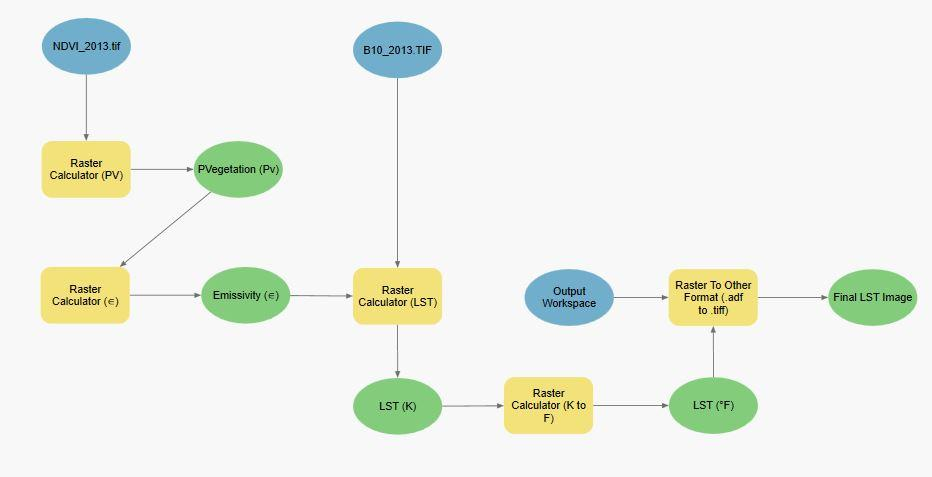 NDVI_2013.tif
B10_2013.TIF
Raster
Calculator (PV)
PVegetation (Pv)
Raster
Calculator (∈)
Emissivity (∈)
Raster
Calculator (LST)
Output
Workspace
Raster To Other
Format (.adf
to .tiff)
Final LST Image
LST (K)
Raster
Calculator (K to
F)
LST (°F)